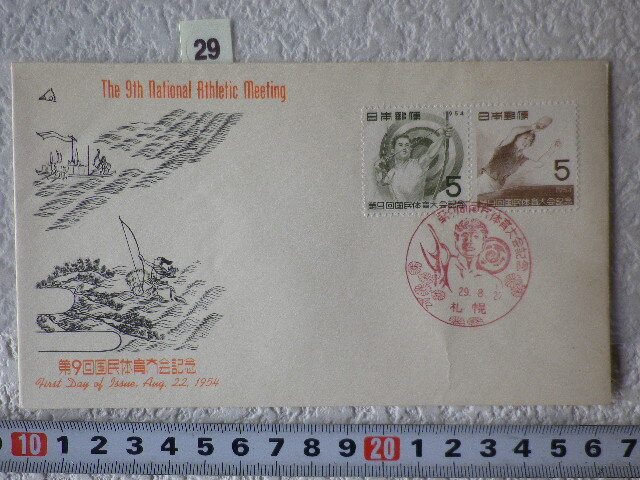 29
The 9th National Athletic Meeting
日本郵便 1954
5
第9回国民体育大会記念
日本郵便
5
第9回国民体育大会記念
29.8.22
札幌
第9回国民体育大会記念
First Day of Issue, Aug. 22, 1954
9 10 1 2 3 4 5 6 7 8 9 20 1 2 3 4 5 6 7